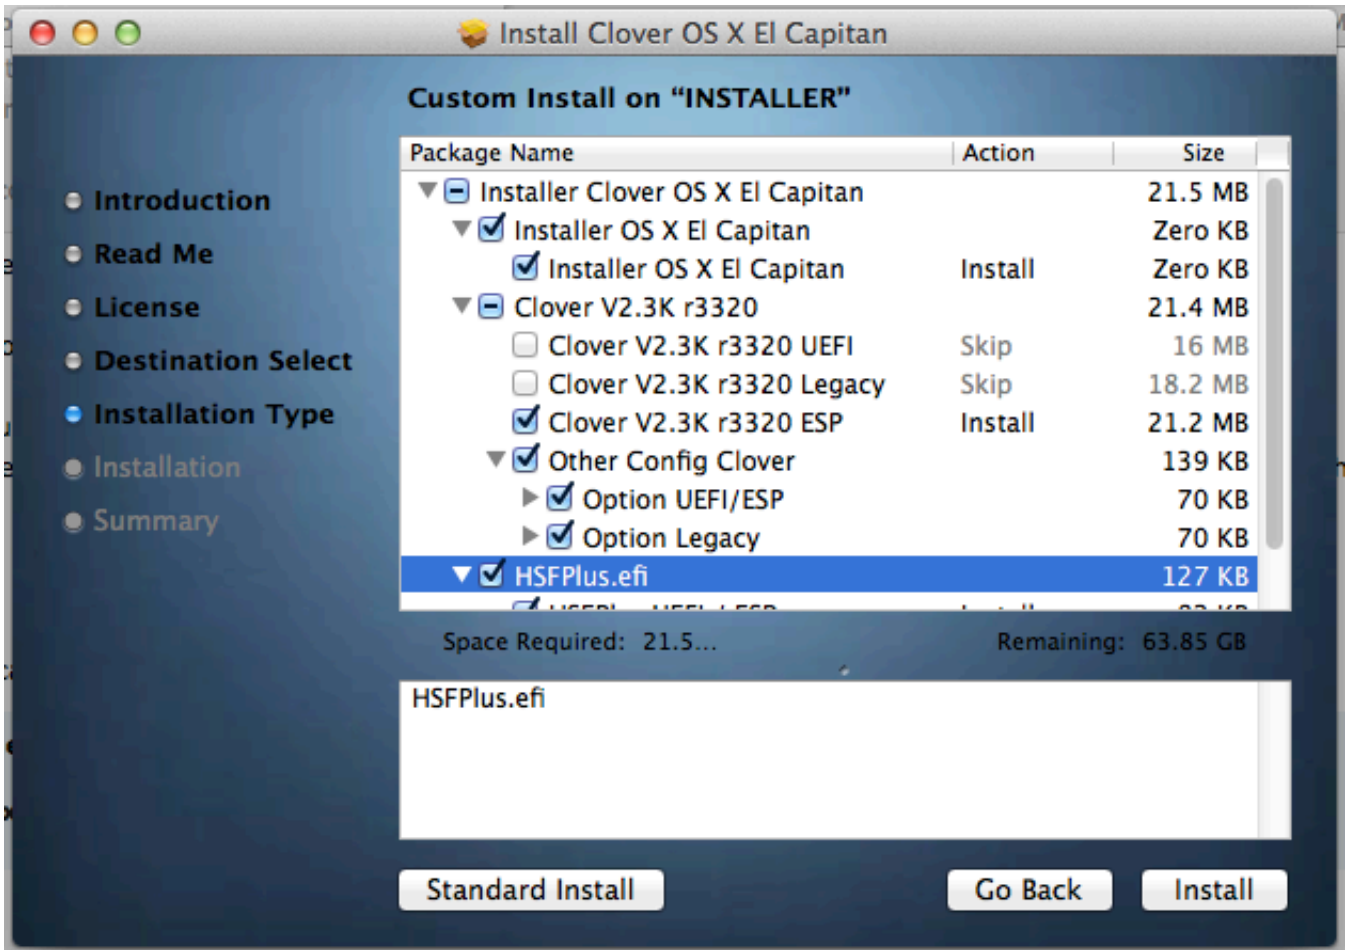 Install Clover OS X El Capitan
Custom Install on “INSTALLER”
Introduction
Read Me
License
Destination Select
Installation Type
Installation
Summary
Package Name Action Size
Installer Clover OS X El Capitan 21.5 MB
Installer OS X El Capitan Zero KB
Installer OS X El Capitan Install Zero KB
Clover V2.3K r3320 21.4 MB
Clover V2.3K r3320 UEFI Skip 16 MB
Clover V2.3K r3320 Legacy Skip 18.2 MB
Clover V2.3K r3320 ESP Install 21.2 MB
Other Config Clover 139 KB
Option UEFI/ESP 70 KB
Option Legacy 70 KB
HSFPlus.efi 127 KB
Space Required: 21.5... Remaining: 63.85 GB
HSFPlus.efi
Standard Install Go Back Install